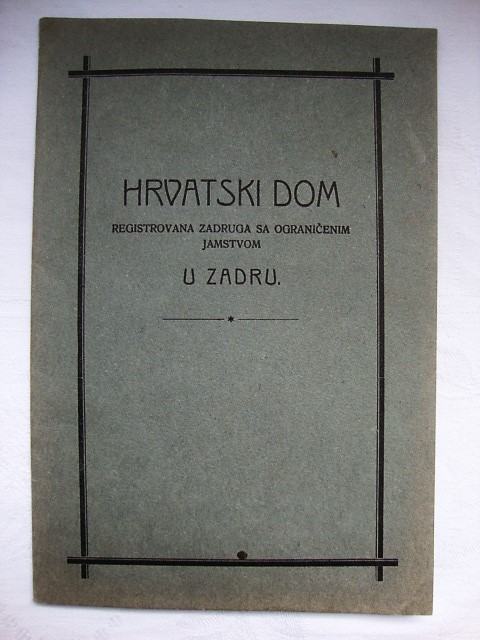 HRVATSKI DOM
REGISTROVANA ZADRUGA SA OGRANIČENIM
JAMSTVOM
U ZADRU.